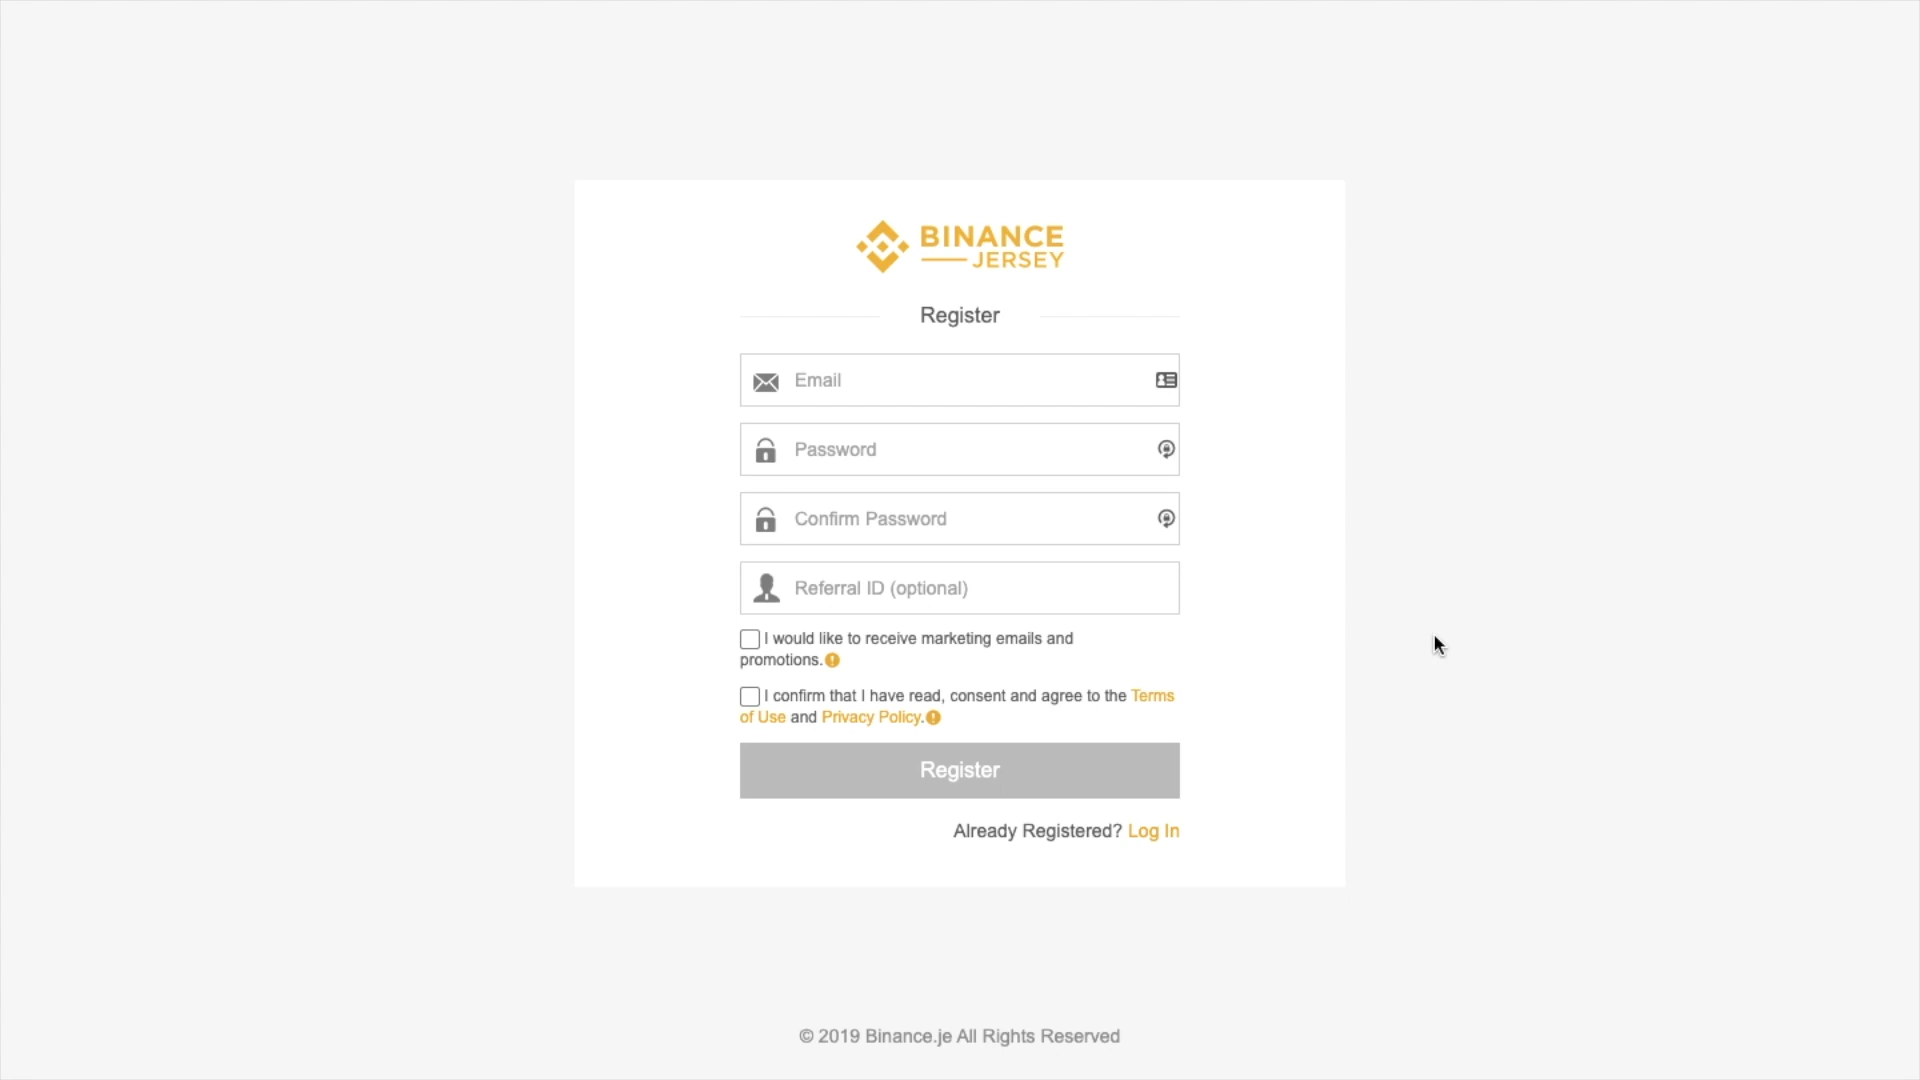 BINANCE
JERSEY
Register
Email
Password
Confirm Password
Referral ID (optional)
I would like to receive marketing emails and
promotions.
I confirm that I have read, consent and agree to the Terms
of Use and Privacy Policy.
Register
Already Registered? Log In
© 2019 Binance.je All Rights Reserved